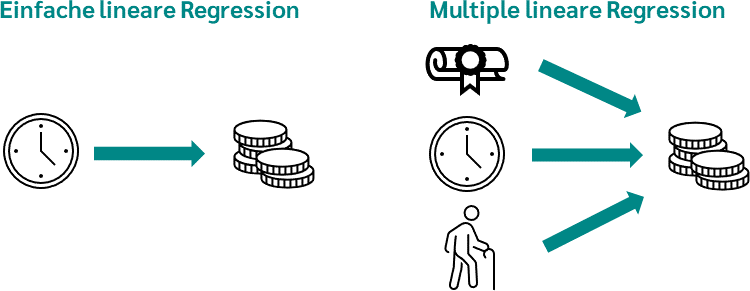 Einfache lineare Regression
Multiple lineare Regression